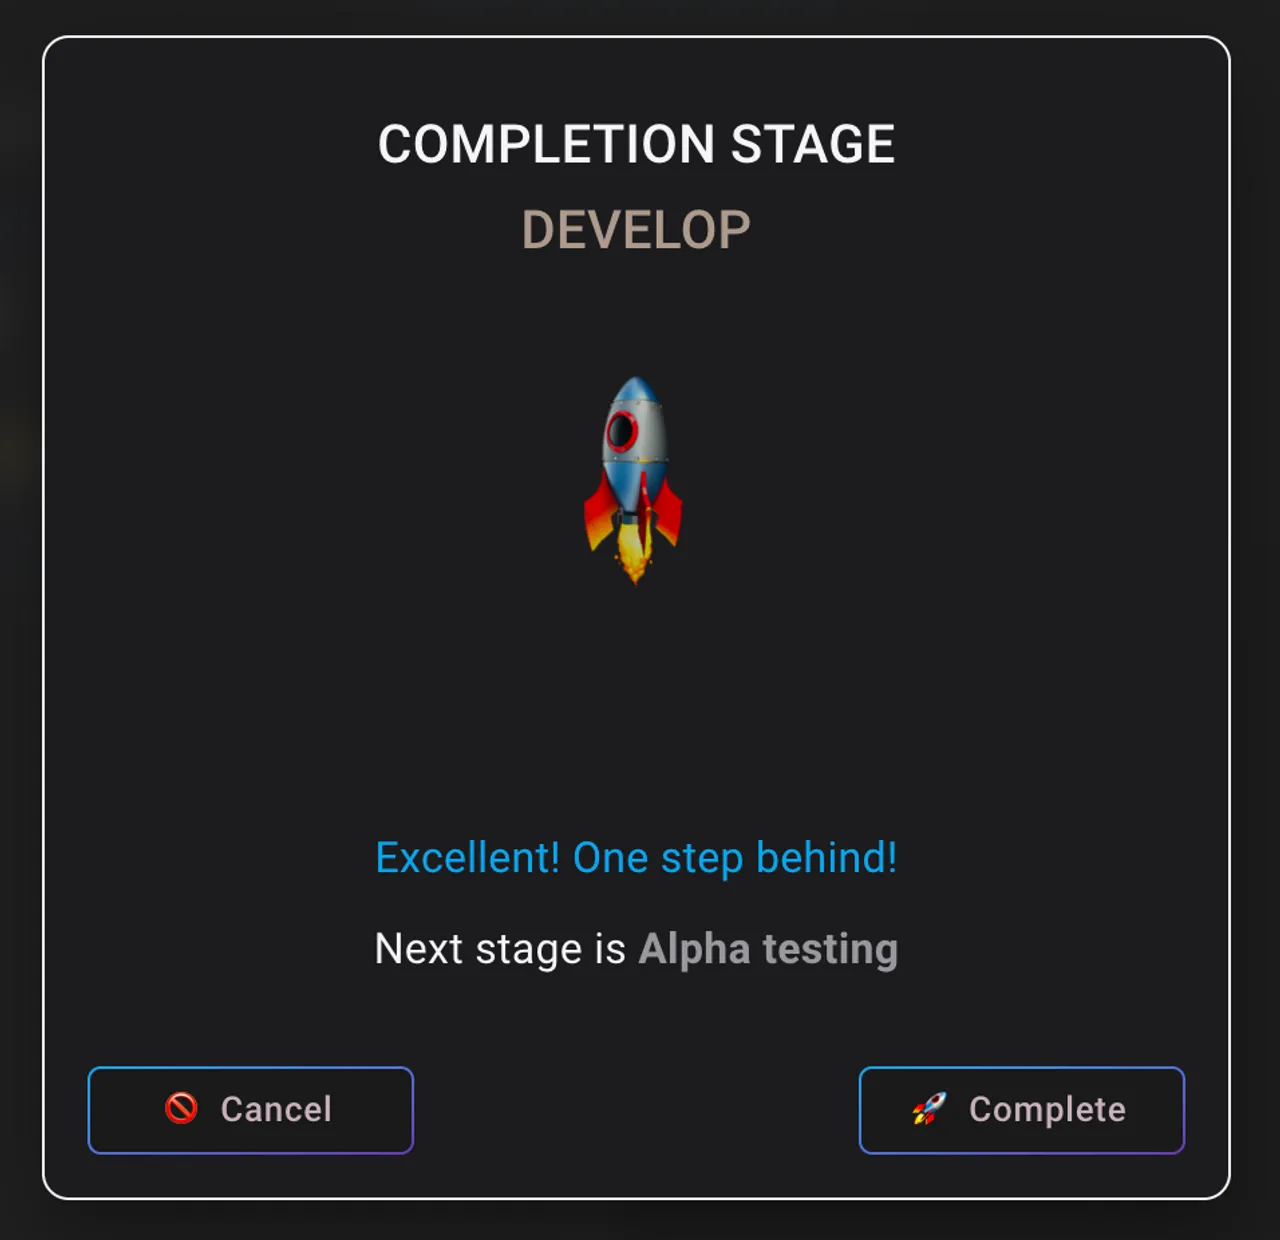 COMPLETION STAGE
DEVELOP
Excellent! One step behind!
Next stage is Alpha testing
Cancel
Complete